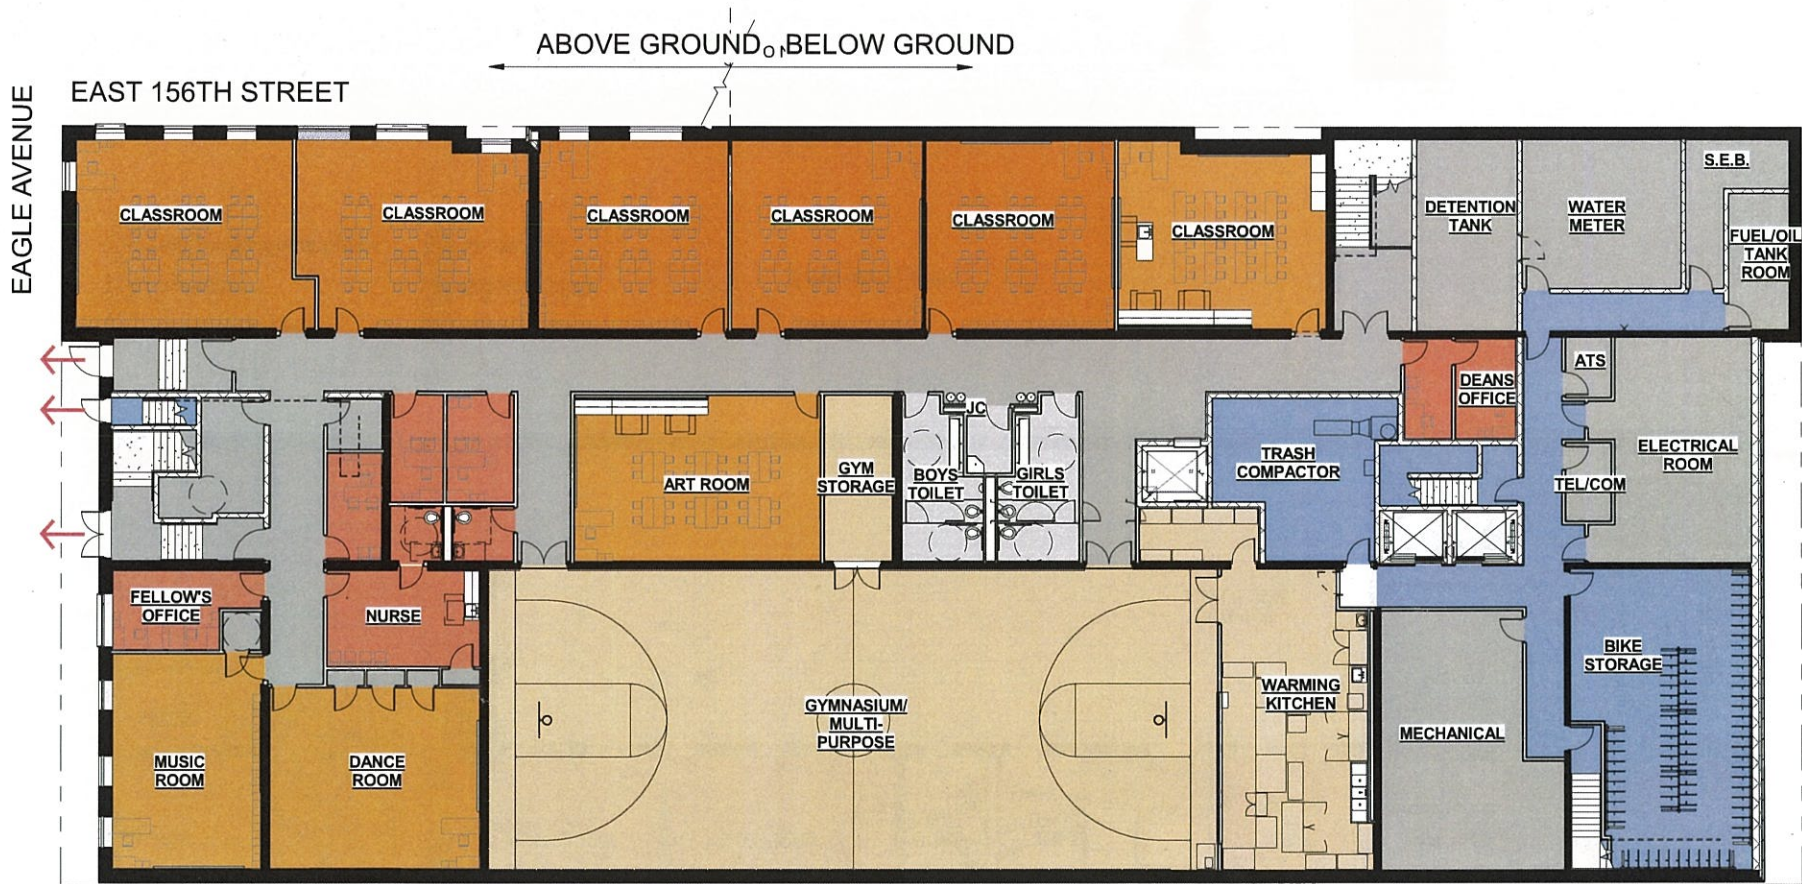 ABOVE GROUND or BELOW GROUND
EAST 156TH STREET
EAGLE AVENUE
CLASSROOM
CLASSROOM
CLASSROOM
CLASSROOM
CLASSROOM
CLASSROOM
DETENTION
TANK
WATER
METER
S.E.B.
FUEL/OIL
TANK
ROOM
ATS
DEANS
OFFICE
JC
ELECTRICAL
ROOM
TRASH
COMPACTOR
TEL/COM
ART ROOM
GYM
STORAGE
BOYS
TOILET
GIRLS
TOILET
FELLOW'S
OFFICE
NURSE
MUSIC
ROOM
DANCE
ROOM
GYMNASIUM/
MULTI-
PURPOSE
WARMING
KITCHEN
MECHANICAL
BIKE
STORAGE